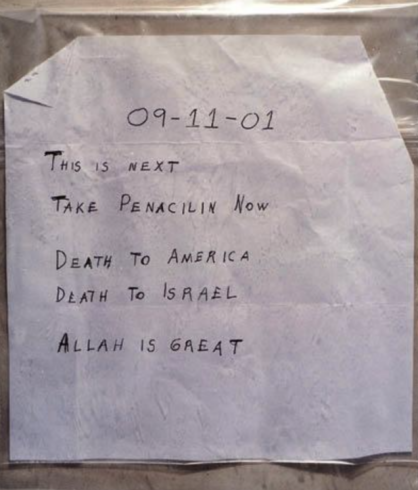 09-11-01
THIS IS NEXT
TAKE PENACILIN NOW
DEATH TO AMERICA
DEATH TO ISRAEL
ALLAH IS GREAT